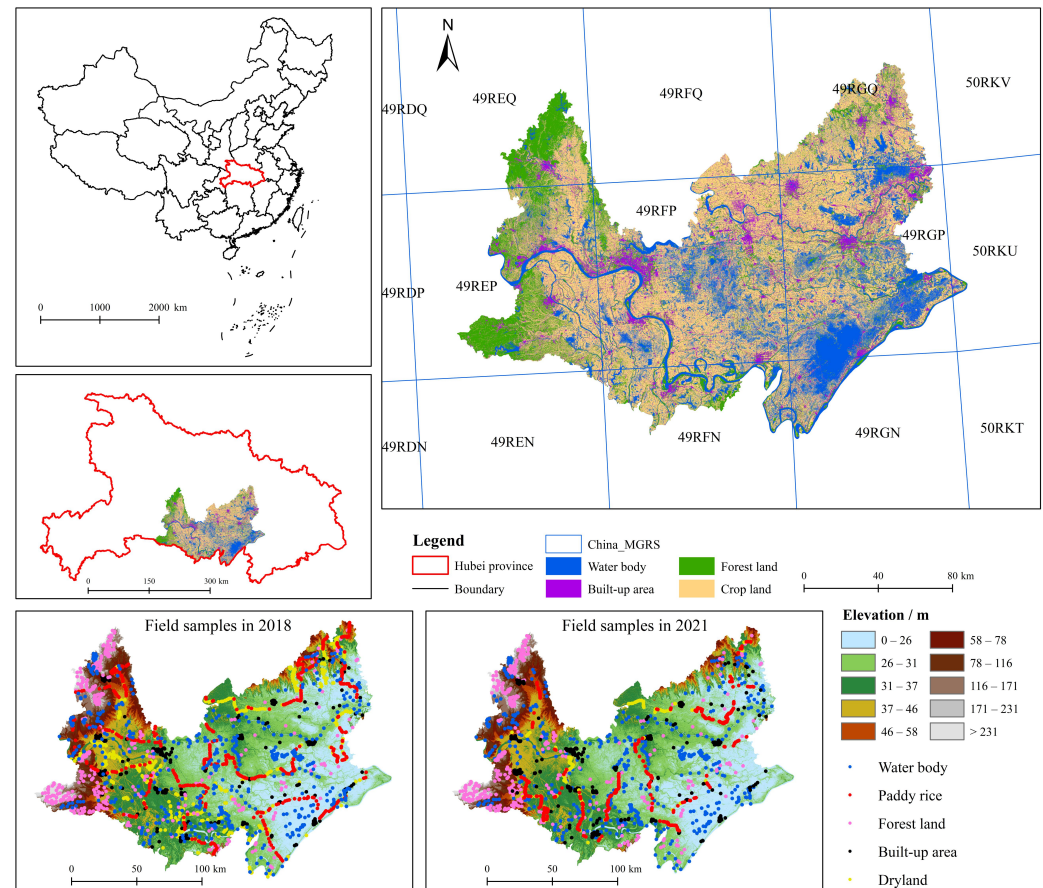 0 1000 2000 km
N
49RDQ
49REQ
49RFQ
49RGQ
50RKV
49RFP
49RGP
50RKU
49RDP
49REP
49RDN
49REN
49RFN
49RGN
50RKT
0 150 300 km
Legend
Hubei province
Boundary
China_MGRS
Water body
Built-up area
Forest land
Crop land
0 40 80 km
Field samples in 2018
0 50 100 km
Field samples in 2021
0 50 100 km
Elevation / m
0 – 26
26 – 31
31 – 37
37 – 46
46 – 58
58 – 78
78 – 116
116 – 171
171 – 231
> 231
Water body
Paddy rice
Forest land
Built-up area
Dryland